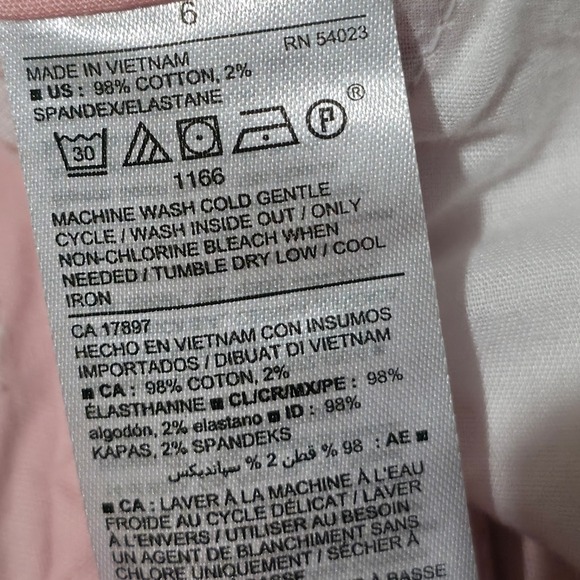 6
RN 54023
MADE IN VIETNAM
■ US : 98% COTTON, 2%
SPANDEX/ELASTANE
30 P ®
1166
MACHINE WASH COLD GENTLE
CYCLE / WASH INSIDE OUT / ONLY
NON-CHLORINE BLEACH WHEN
NEEDED / TUMBLE DRY LOW / COOL
IRON
CA 17897
HECHO EN VIETNAM CON INSUMOS
IMPORTADOS / DIBUAT DI VIETNAM
■ CA : 98% COTON, 2%
ÉLASTHANNE ■ CL/CR/MX/PE : 98%
algodón, 2% elastano ■ ID : 98%
KAPAS, 2% SPANDEKS
■ AE : 98 % قطن 2 % سباندیكس
■ CA : LAVER À LA MACHINE À L'EAU
FROIDE AU CYCLE DÉLICAT / LAVER
À L'ENVERS / UTILISER AU BESOIN
UN AGENT DE BLANCHIMENT SANS
CHLORE UNIQUEMENT / SÉCHER À
BASSE